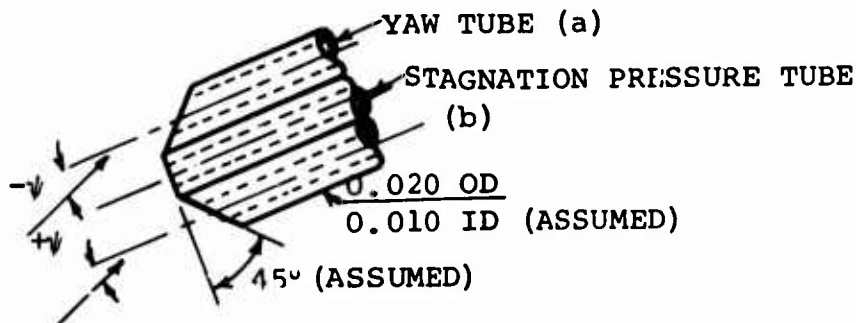 YAW TUBE (a)
STAGNATION PRESSURE TUBE
(b)
-ψ
+ψ
0.020 OD
0.010 ID (ASSUMED)
45° (ASSUMED)